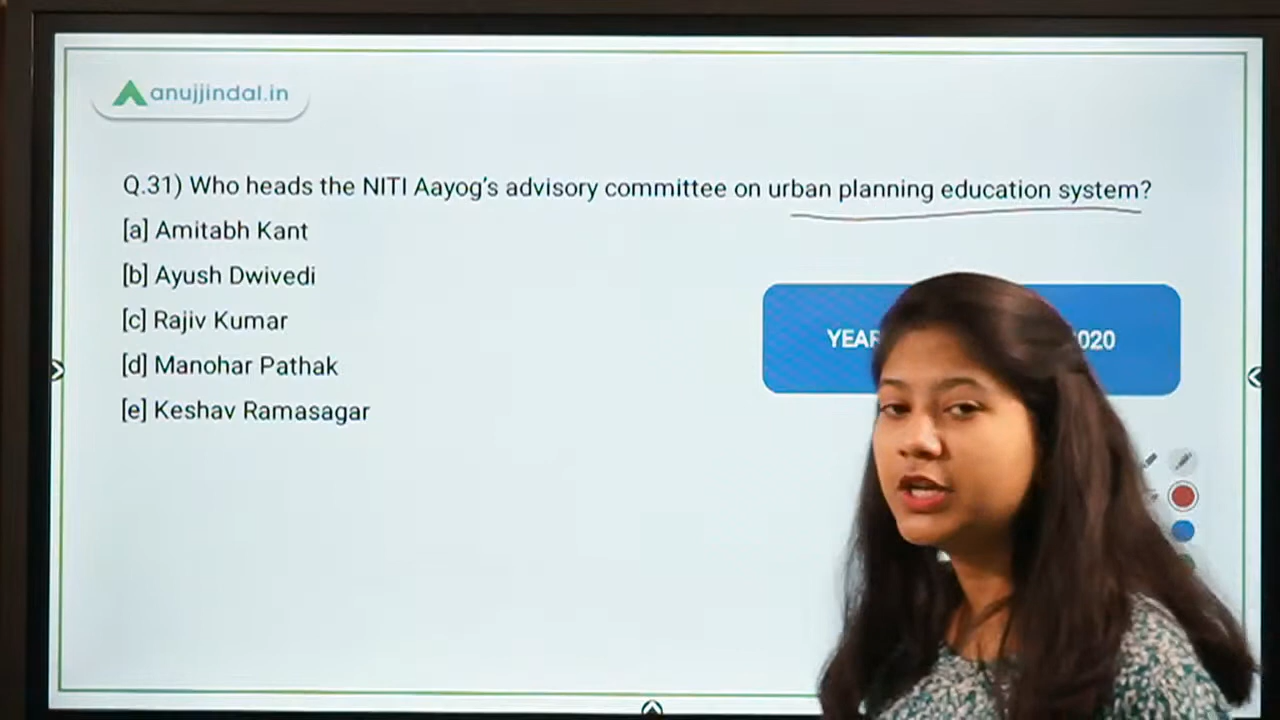 anujjindal.in
Q.31) Who heads the NITI Aayog's advisory committee on urban planning education system?
[a] Amitabh Kant
[b] Ayush Dwivedi
[c] Rajiv Kumar
[d] Manohar Pathak
[e] Keshav Ramasagar
YEAR 020